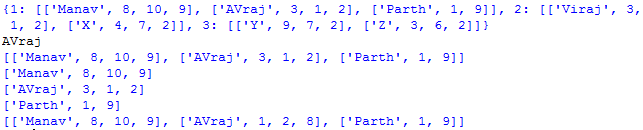 {1: [['Manav', 8, 10, 9], ['AVraj', 3, 1, 2], ['Parth', 1, 9]], 2: [['Viraj', 3,
 1, 2], ['X', 4, 7, 2]], 3: [['Y', 9, 7, 2], ['Z', 3, 6, 2]]}
AVraj
[['Manav', 8, 10, 9], ['AVraj', 3, 1, 2], ['Parth', 1, 9]]
['Manav', 8, 10, 9]
['AVraj', 3, 1, 2]
['Parth', 1, 9]
[['Manav', 8, 10, 9], ['AVraj', 1, 2, 8], ['Parth', 1, 9]]